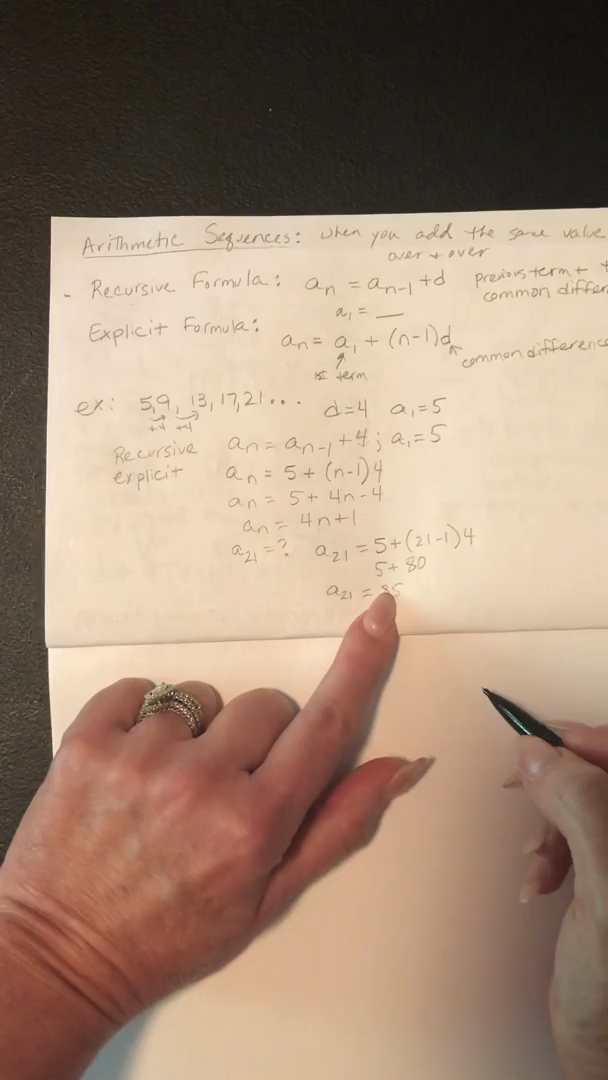 Arithmetic Sequences: when you add the same value
over + over
Recursive Formula: aₙ = aₙ₋₁ + d previous term +
a₁ = __ common differ
Explicit Formula: aₙ = a₁ + (n-1)d
1st term common difference
ex: 5, 9, 13, 17, 21... d=4 a₁=5
+4 +4
Recursive aₙ = aₙ₋₁ + 4; a₁=5
explicit aₙ = 5 + (n-1)4
aₙ = 5 + 4n - 4
aₙ = 4n+1
a₂₁ = ? a₂₁ = 5+(21-1)4
5 + 80
a₂₁ = 85